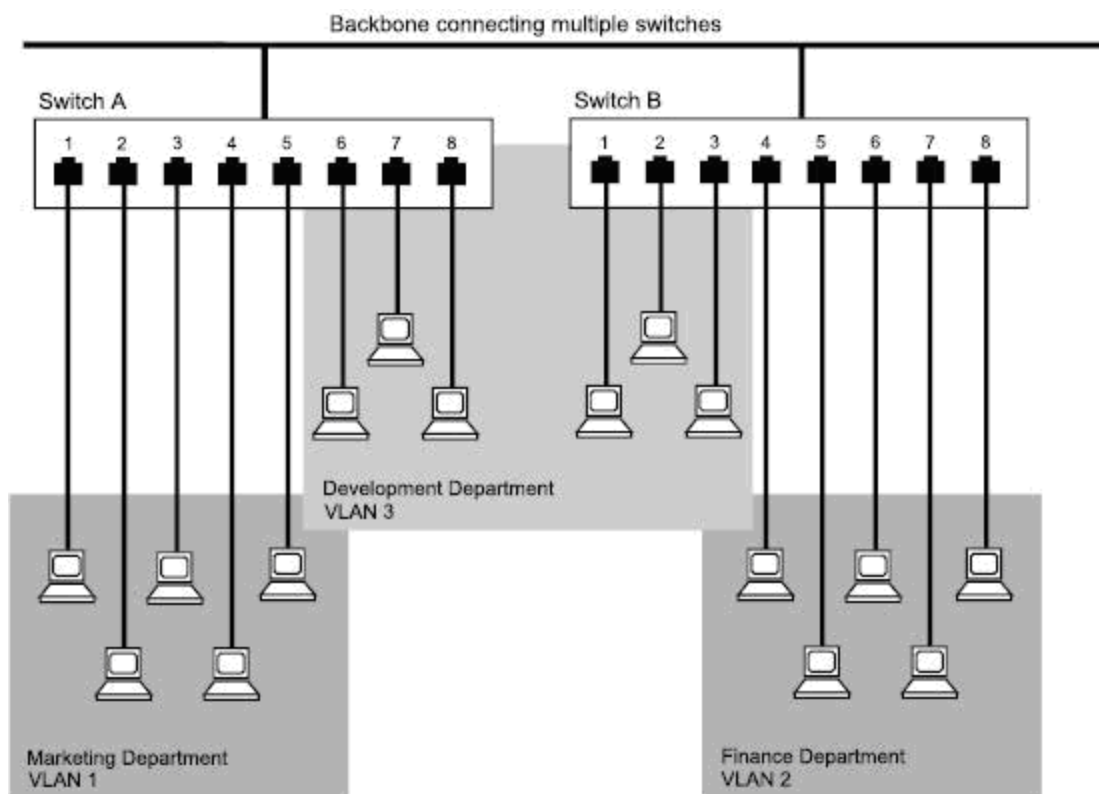 Backbone connecting multiple switches
Switch A
Switch B
1 2 3 4 5 6 7 8
1 2 3 4 5 6 7 8
Development Department
VLAN 3
Marketing Department
VLAN 1
Finance Department
VLAN 2